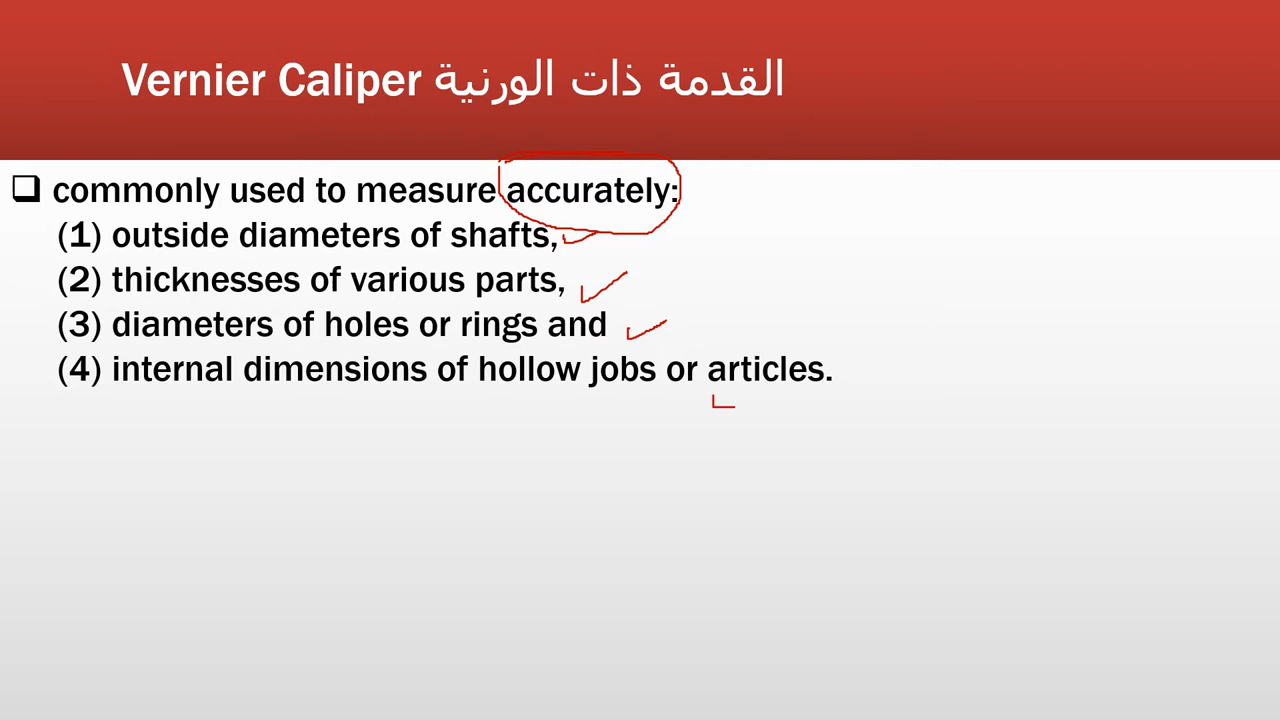 Vernier Caliper القدمة ذات الورنية
❑ commonly used to measure accurately:
(1) outside diameters of shafts,
(2) thicknesses of various parts,
(3) diameters of holes or rings and
(4) internal dimensions of hollow jobs or articles.